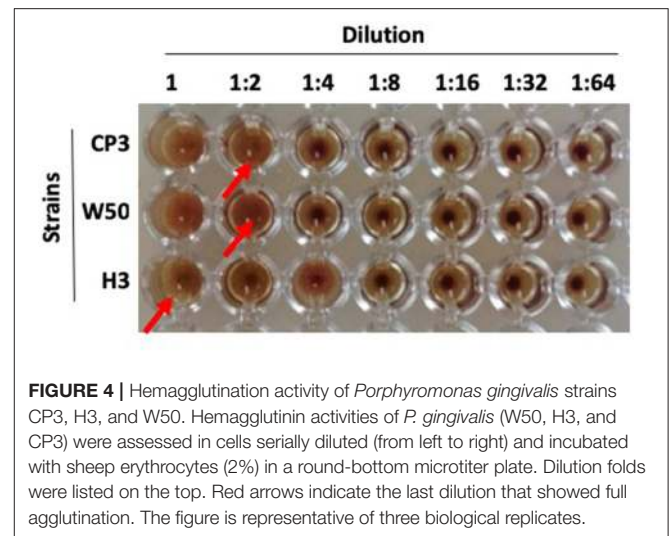 Dilution
1 1:2 1:4 1:8 1:16 1:32 1:64
Strains
CP3
W50
H3
FIGURE 4 | Hemagglutination activity of Porphyromonas gingivalis strains
CP3, H3, and W50. Hemagglutinin activities of P. gingivalis (W50, H3, and
CP3) were assessed in cells serially diluted (from left to right) and incubated
with sheep erythrocytes (2%) in a round-bottom microtiter plate. Dilution folds
were listed on the top. Red arrows indicate the last dilution that showed full
agglutination. The figure is representative of three biological replicates.